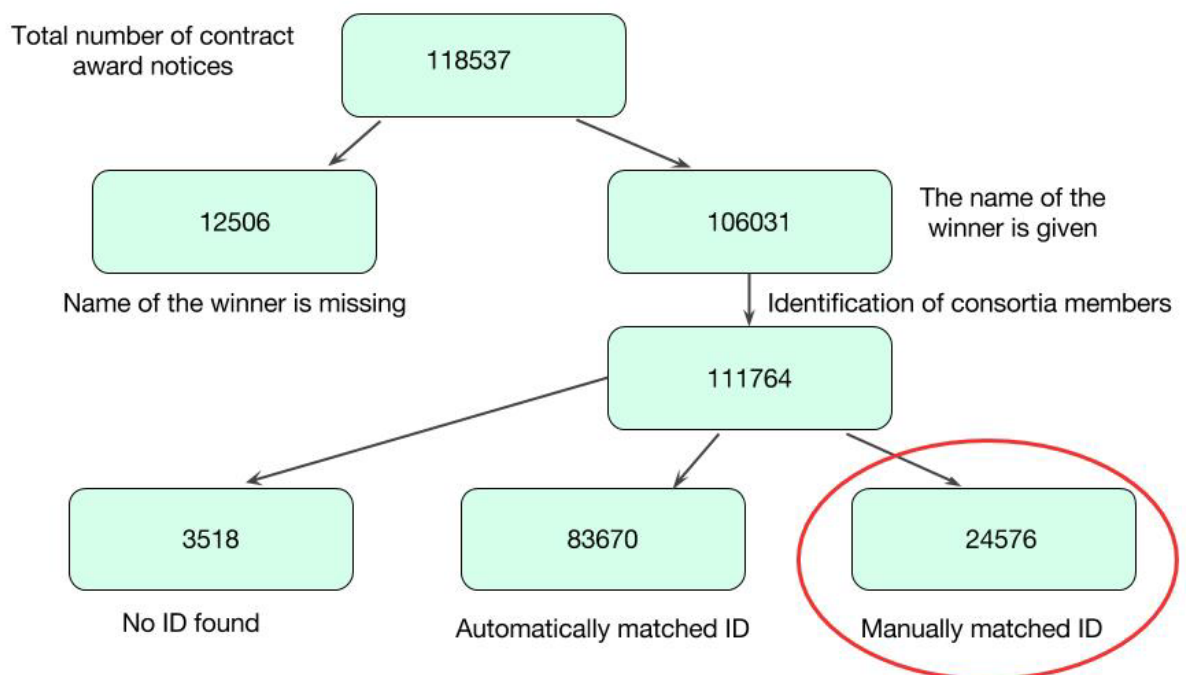 Total number of contract
award notices
118537
12506
106031
The name of the
winner is given
Name of the winner is missing
Identification of consortia members
111764
3518
83670
24576
No ID found
Automatically matched ID
Manually matched ID